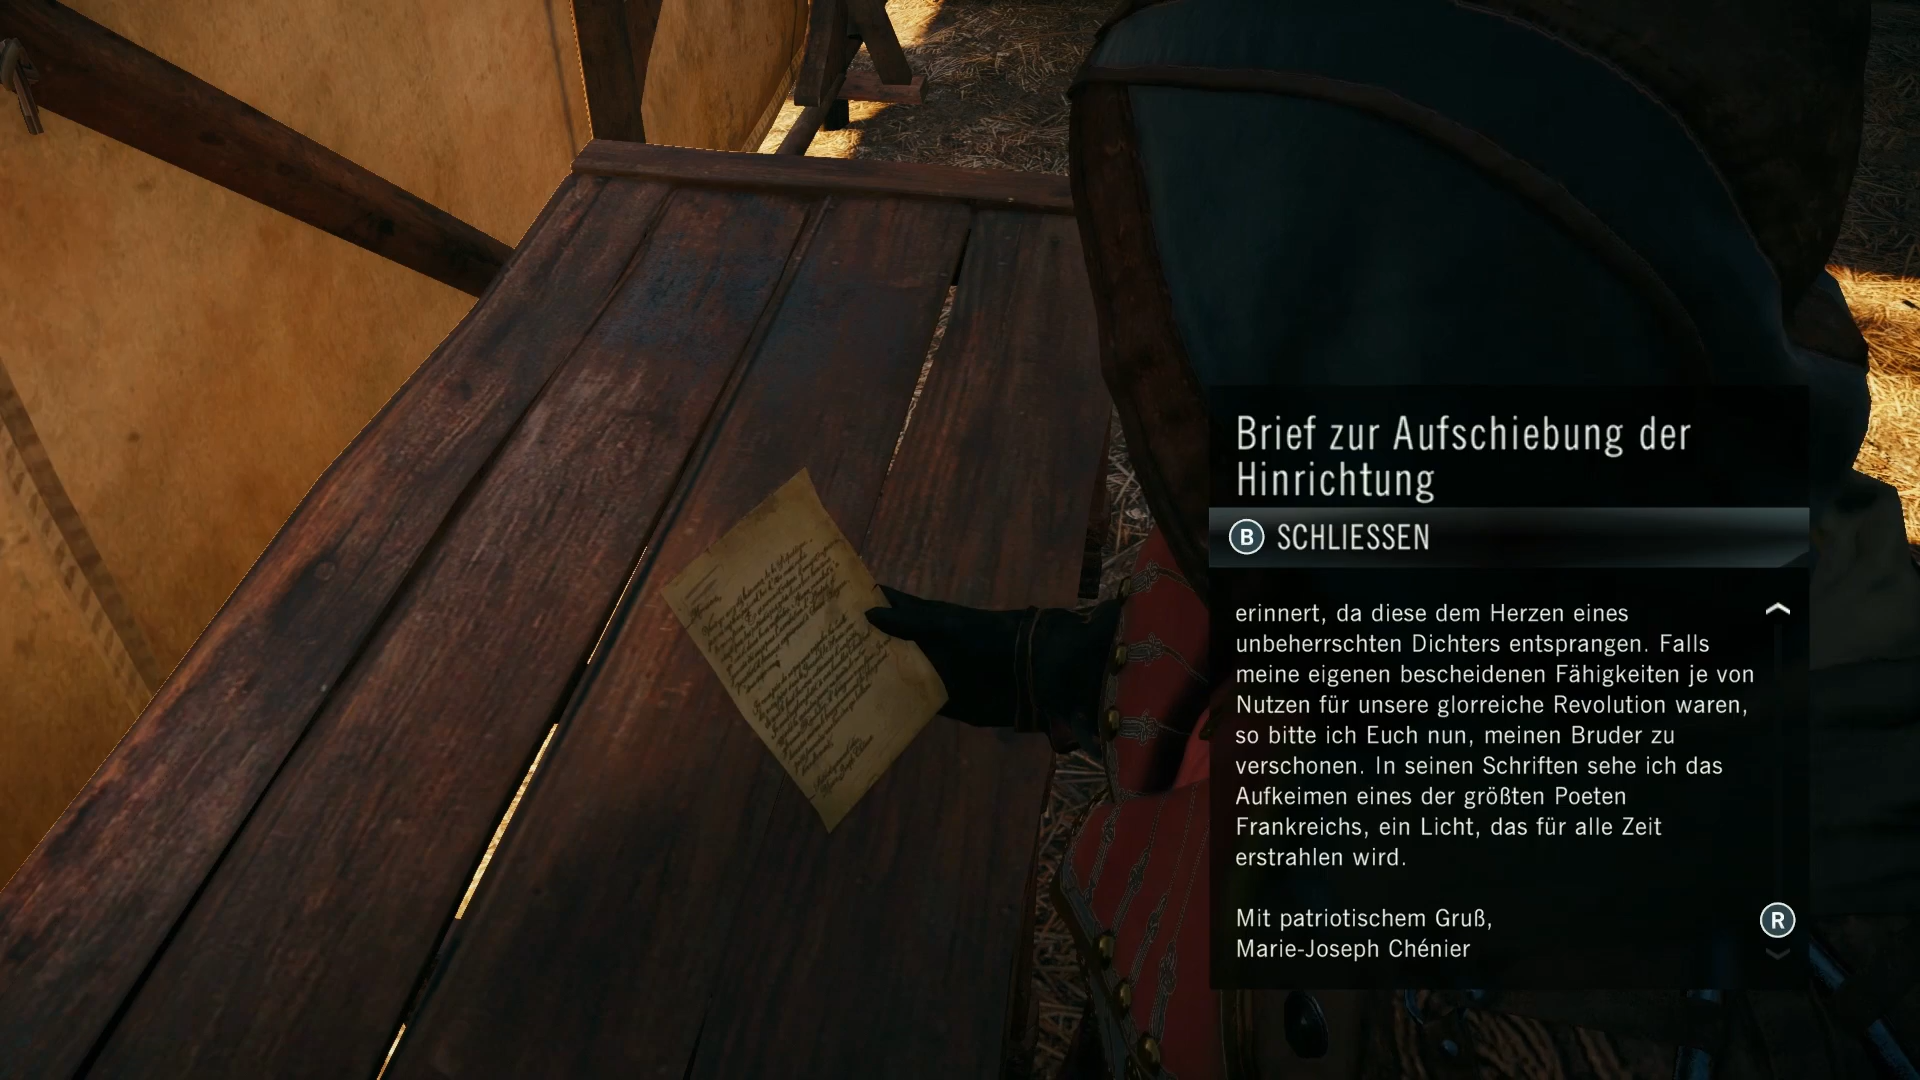 Brief zur Aufschiebung der
Hinrichtung
B SCHLIESSEN
erinnert, da diese dem Herzen eines
unbeherrschten Dichters entsprangen. Falls
meine eigenen bescheidenen Fähigkeiten je von
Nutzen für unsere glorreiche Revolution waren,
so bitte ich Euch nun, meinen Bruder zu
verschonen. In seinen Schriften sehe ich das
Aufkeimen eines der größten Poeten
Frankreichs, ein Licht, das für alle Zeit
erstrahlen wird.
Mit patriotischem Gruß,
R
Marie-Joseph Chénier